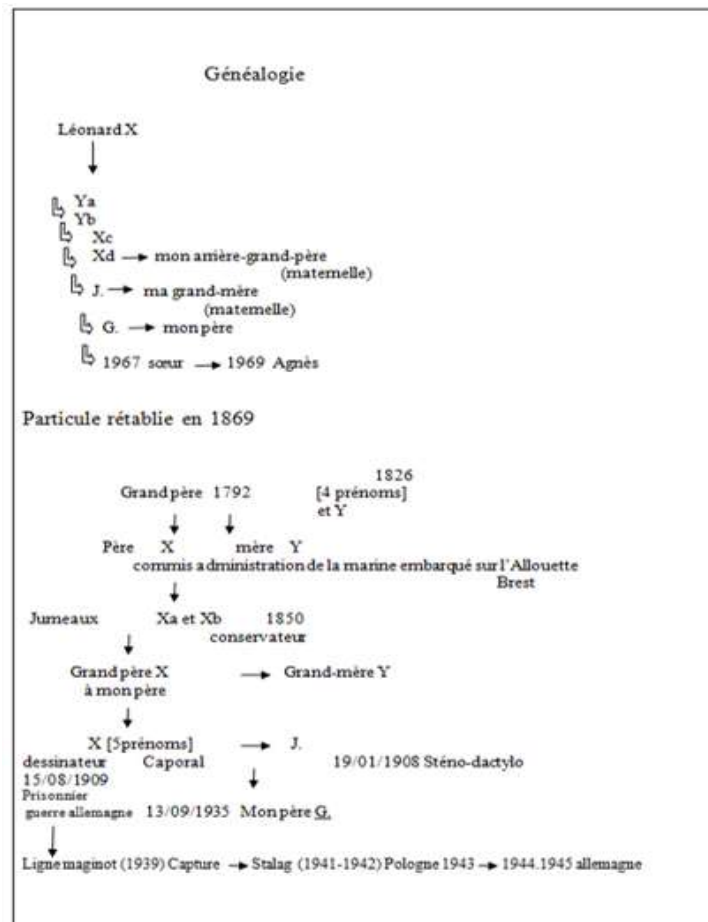 Généalogie
Léonard X
Ya
Yb
Xc
Xd → mon arrière-grand-père
(maternelle)
J. → ma grand-mère
(maternelle)
G. → mon père
1967 sœur → 1969 Agnès
Particule rétablie en 1869
1826
Grand père 1792 [4 prénoms]
et Y
Père X mère Y
commis administration de la marine embarqué sur l'Allouette
Brest
Jumeaux Xa et Xb 1850
conservateur
Grand père X → Grand-mère Y
à mon père
X [5prénoms] → J.
dessinateur Caporal 19/01/1908 Sténo-dactylo
15/08/1909
Prisonnier
guerre allemagne 13/09/1935 Mon père G.
Ligne maginot (1939) Capture → Stalag (1941-1942) Pologne 1943 → 1944.1945 allemagne